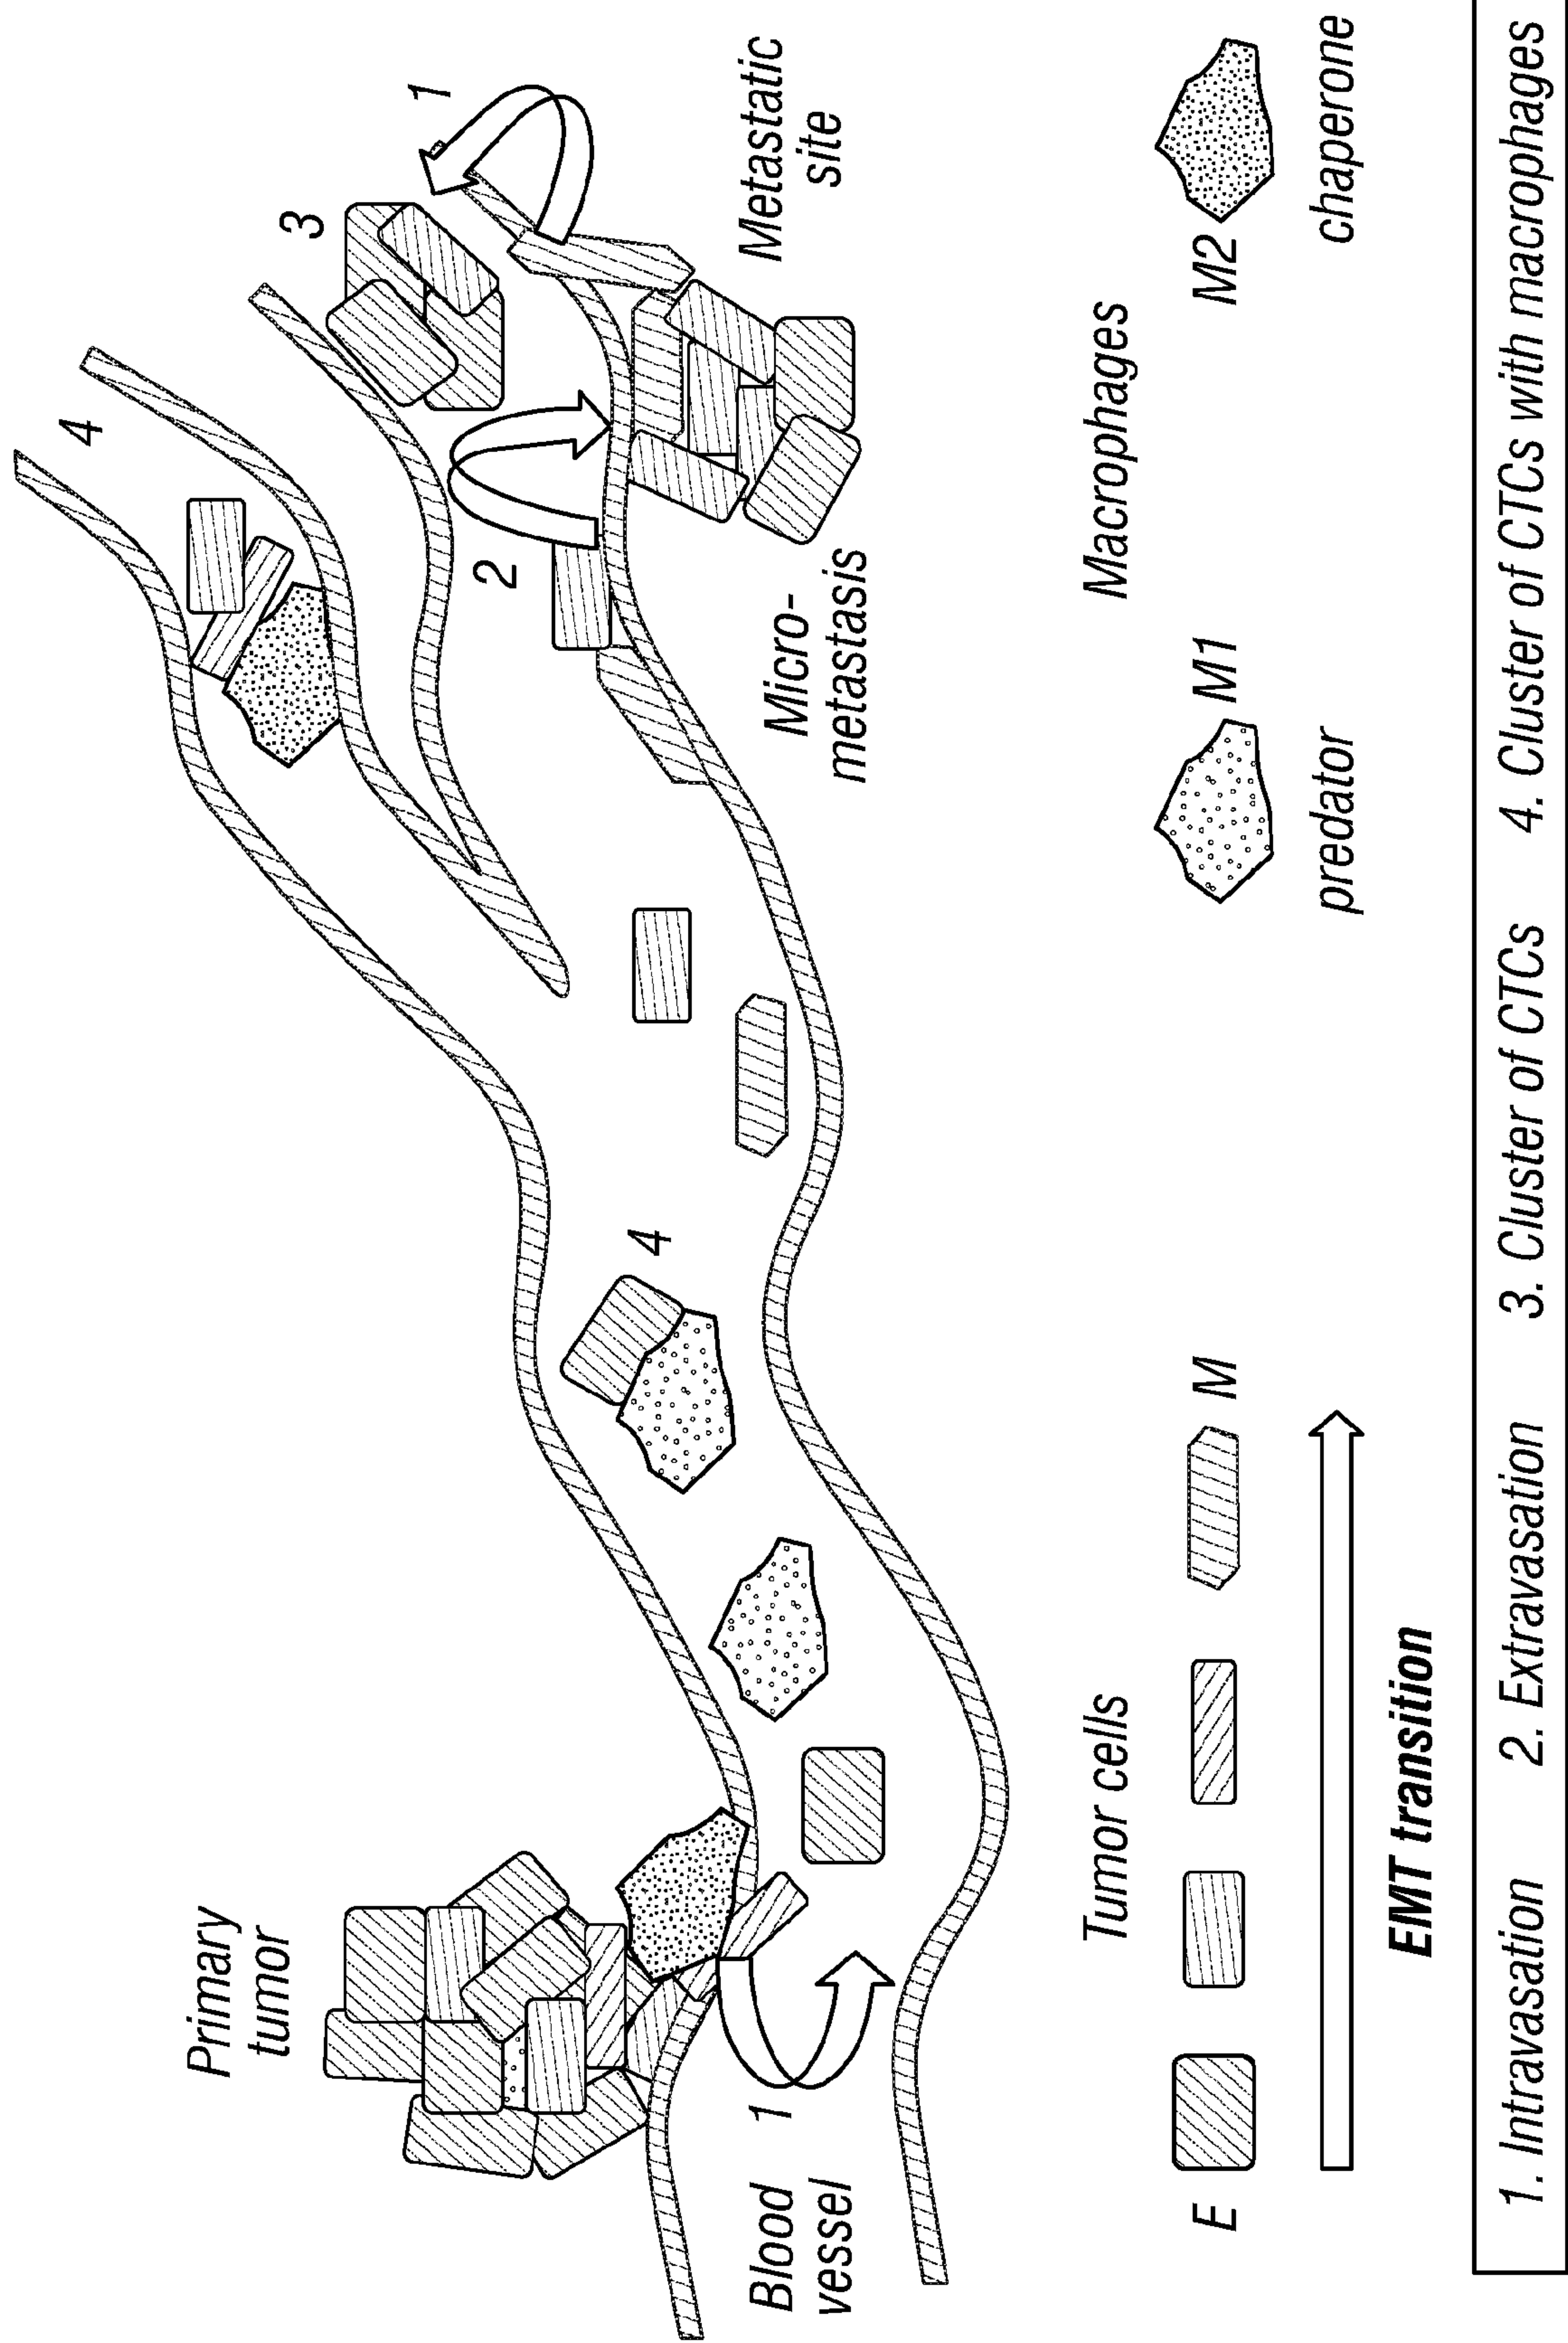 4
3
1
Primary
tumor
2
4
1
Blood
vessel
Micro-
metastasis
Metastatic
site
Tumor cells
Macrophages
E
M
M1
M2
predator
chaperone
EMT transition
1. Intravasation 2. Extravasation 3. Cluster of CTCs 4. Cluster of CTCs with macrophages